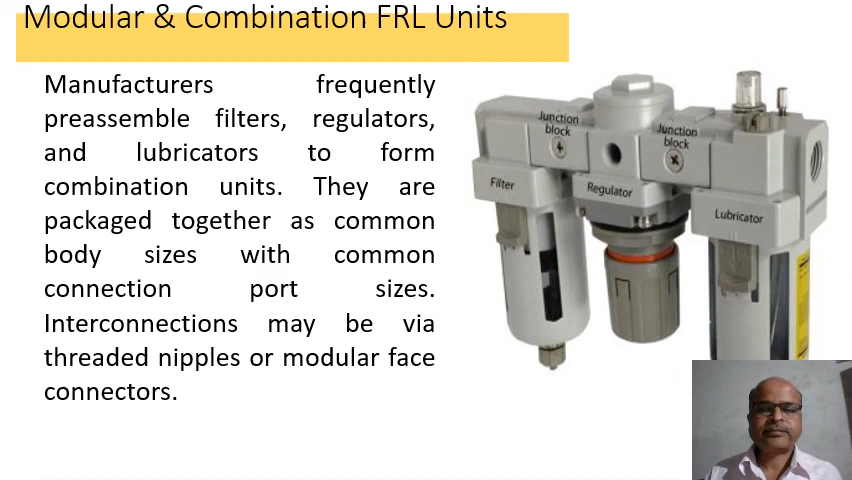 Modular & Combination FRL Units
Manufacturers frequently
preassemble filters, regulators,
and lubricators to form
combination units. They are
packaged together as common
body sizes with common
connection port sizes.
Interconnections may be via
threaded nipples or modular face
connectors.
Junction
block
Junction
block
Filter
Regulator
Lubricator